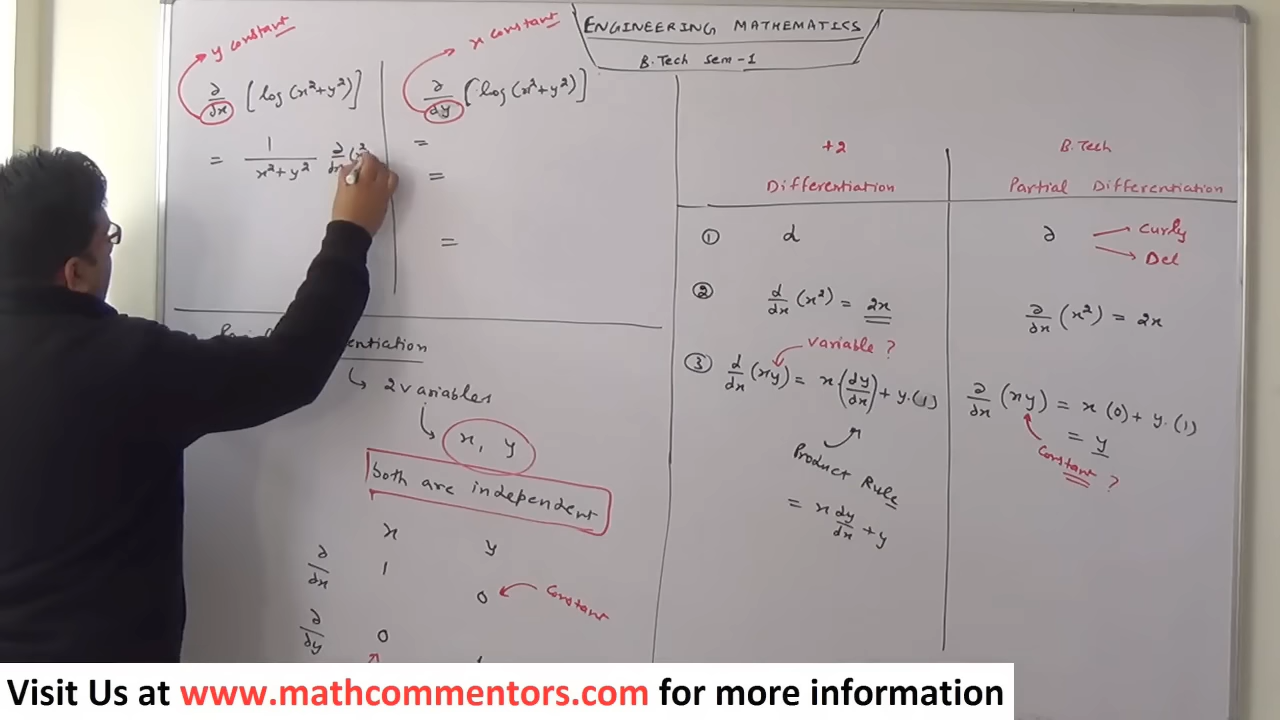 ENGINEERING MATHEMATICS
B.Tech Sem-1
y constant
∂/∂x [log(x²+y²)]
= 1/(x²+y²) ∂/∂x (x²
x constant
∂/∂y [log(x²+y²)]
=
=
=
entiation
↳ 2 variables
x, y
both are independent
x y
∂/∂x 1 0 constant
∂/∂y 0
+2
Differentiation
B.Tech
Partial Differentiation
① d
∂ → Curly
→ Del
② d/dx (x²) = 2x
∂/∂x (x²) = 2x
variable ?
③ d/dx (xy) = x(dy/dx) + y.(1)
Product Rule
= x dy/dx + y
∂/∂x (xy) = x (0) + y.(1)
= y
Constant ?
Visit Us at www.mathcommentors.com for more information